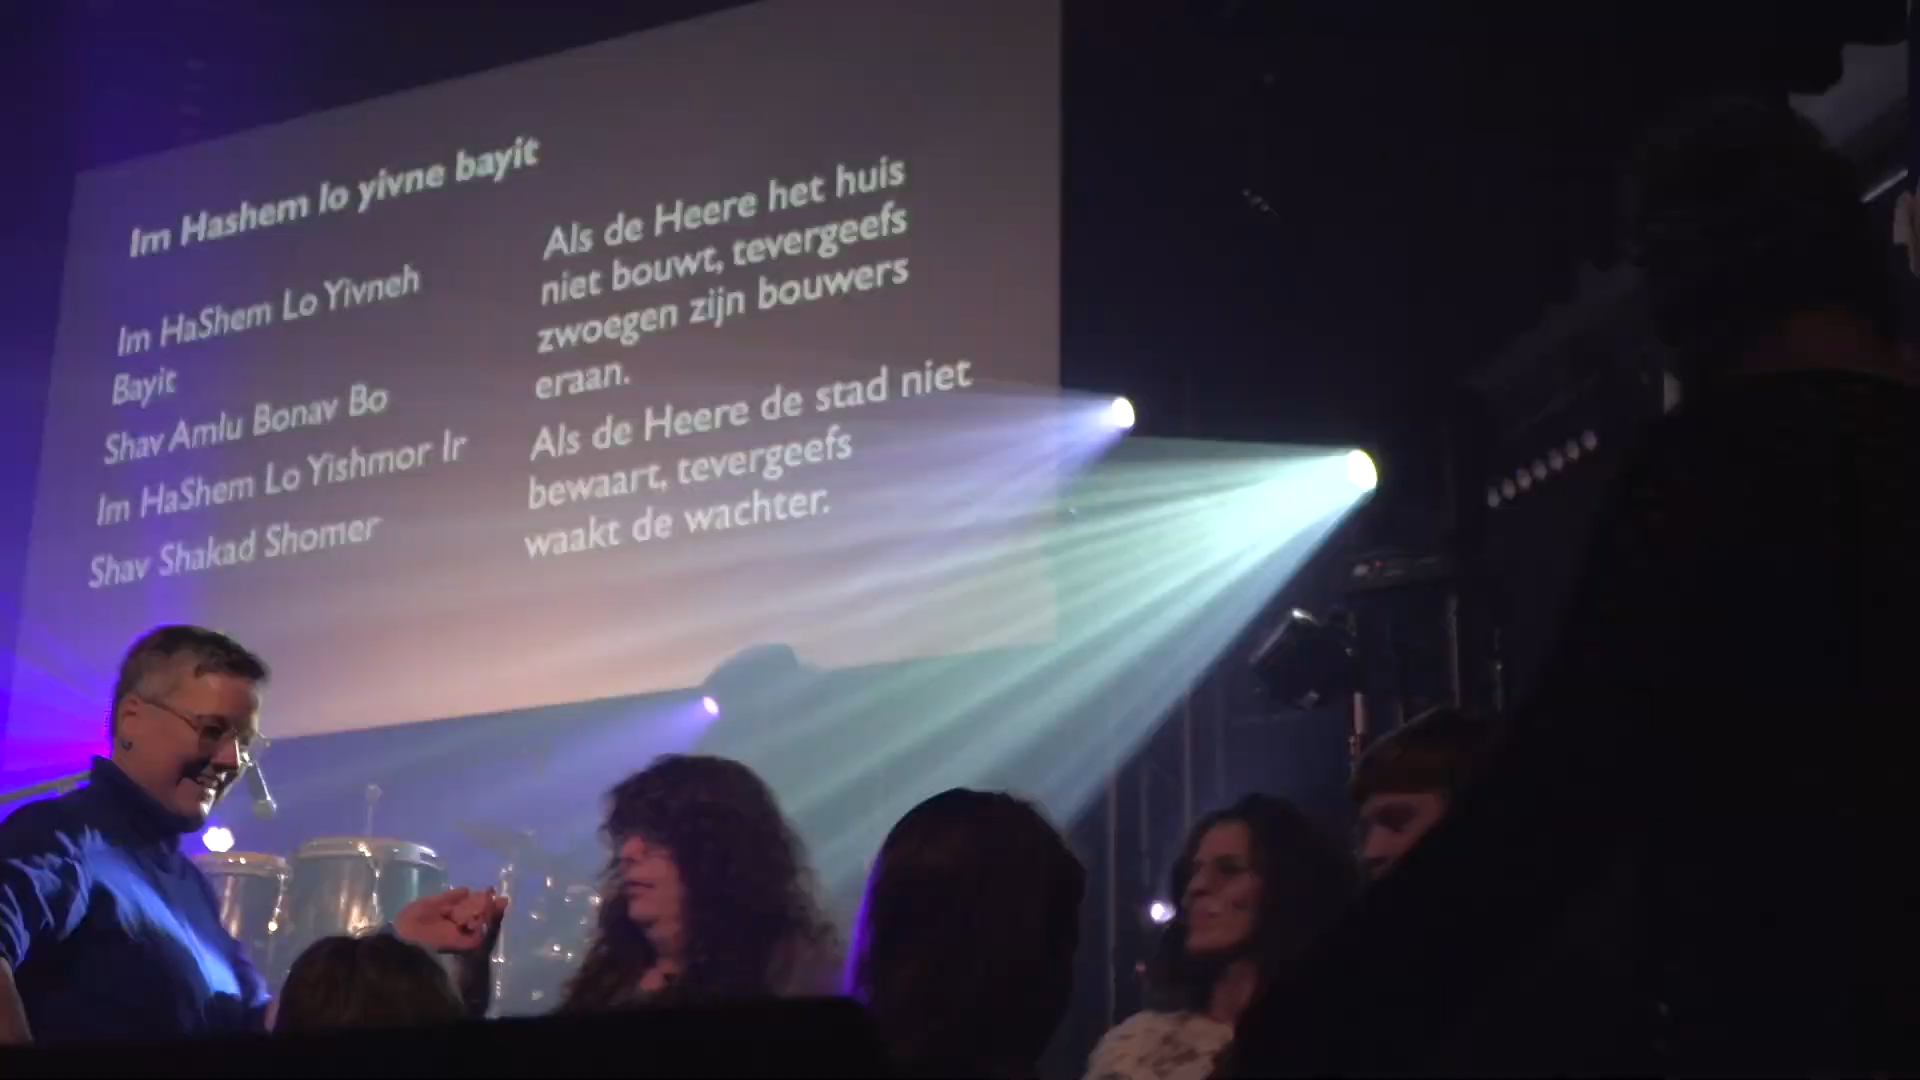 Im Hashem lo yivne bayit
Im HaShem Lo Yivneh
Bayit
Shav Amlu Bonav Bo
Im HaShem Lo Yishmor Ir
Shav Shakad Shomer
Als de Heere het huis
niet bouwt, tevergeefs
zwoegen zijn bouwers
eraan.
Als de Heere de stad niet
bewaart, tevergeefs
waakt de wachter.